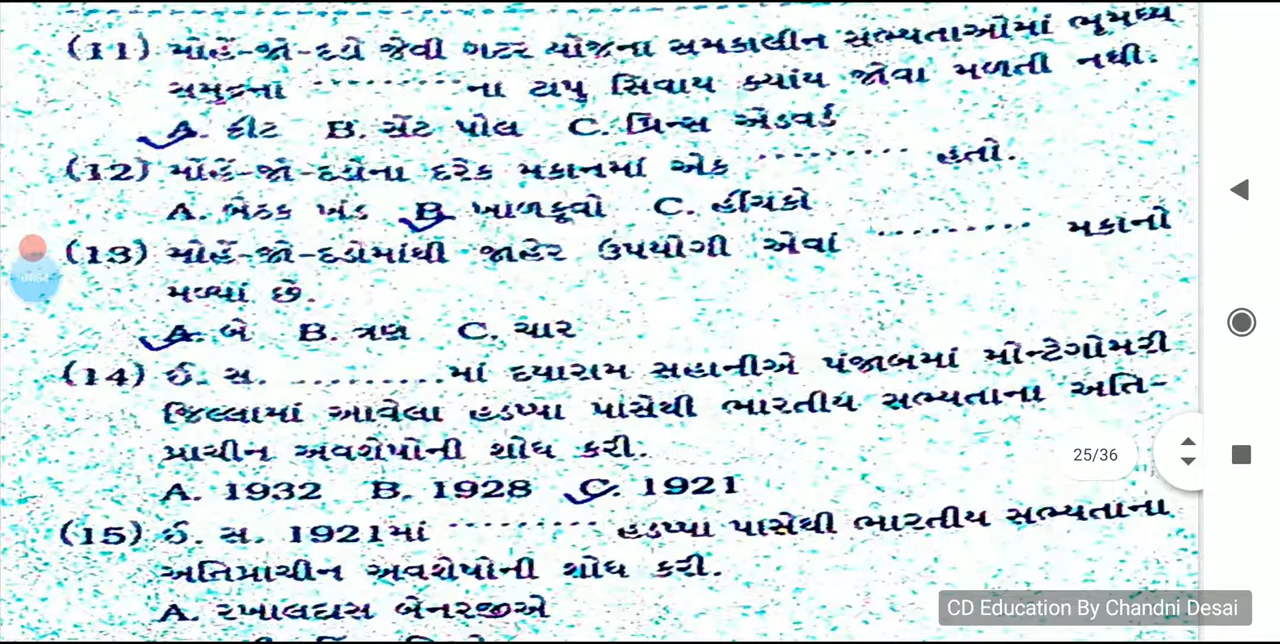 (11) મોહેં-જો-દડો જેવી ગટર યોજના સમકાલીન સભ્યતાઓમાં ભૂમધ્ય
સમુદ્રના ..........ના ટાપુ સિવાય ક્યાંય જોવા મળતી નથી.
A. ક્રીટ B. સેંટ પોલ C. પ્રિન્સ એડવર્ડ
(12) મોહેં-જો-દડોના દરેક મકાનમાં એક .......... હતો.
A. બેઠક ખંડ B. ખાળકૂવો C. હીંચકો
(13) મોહેં-જો-દડોમાંથી જાહેર ઉપયોગી એવાં .......... મકાનો
મળ્યાં છે.
A. બે B. ત્રણ C. ચાર
(14) ઈ. સ. ..........માં દયારામ સહાનીએ પંજાબમાં મોન્ટેગોમરી
જિલ્લામાં આવેલા હડપ્પા પાસેથી ભારતીય સભ્યતાના અતિ-
પ્રાચીન અવશેષોની શોધ કરી.
A. 1932 B. 1928 C. 1921
25/36
(15) ઈ. સ. 1921માં .......... હડપ્પા પાસેથી ભારતીય સભ્યતાના
અતિપ્રાચીન અવશેષોની શોધ કરી.
A. રખાલદાસ બેનરજીએ
CD Education By Chandni Desai